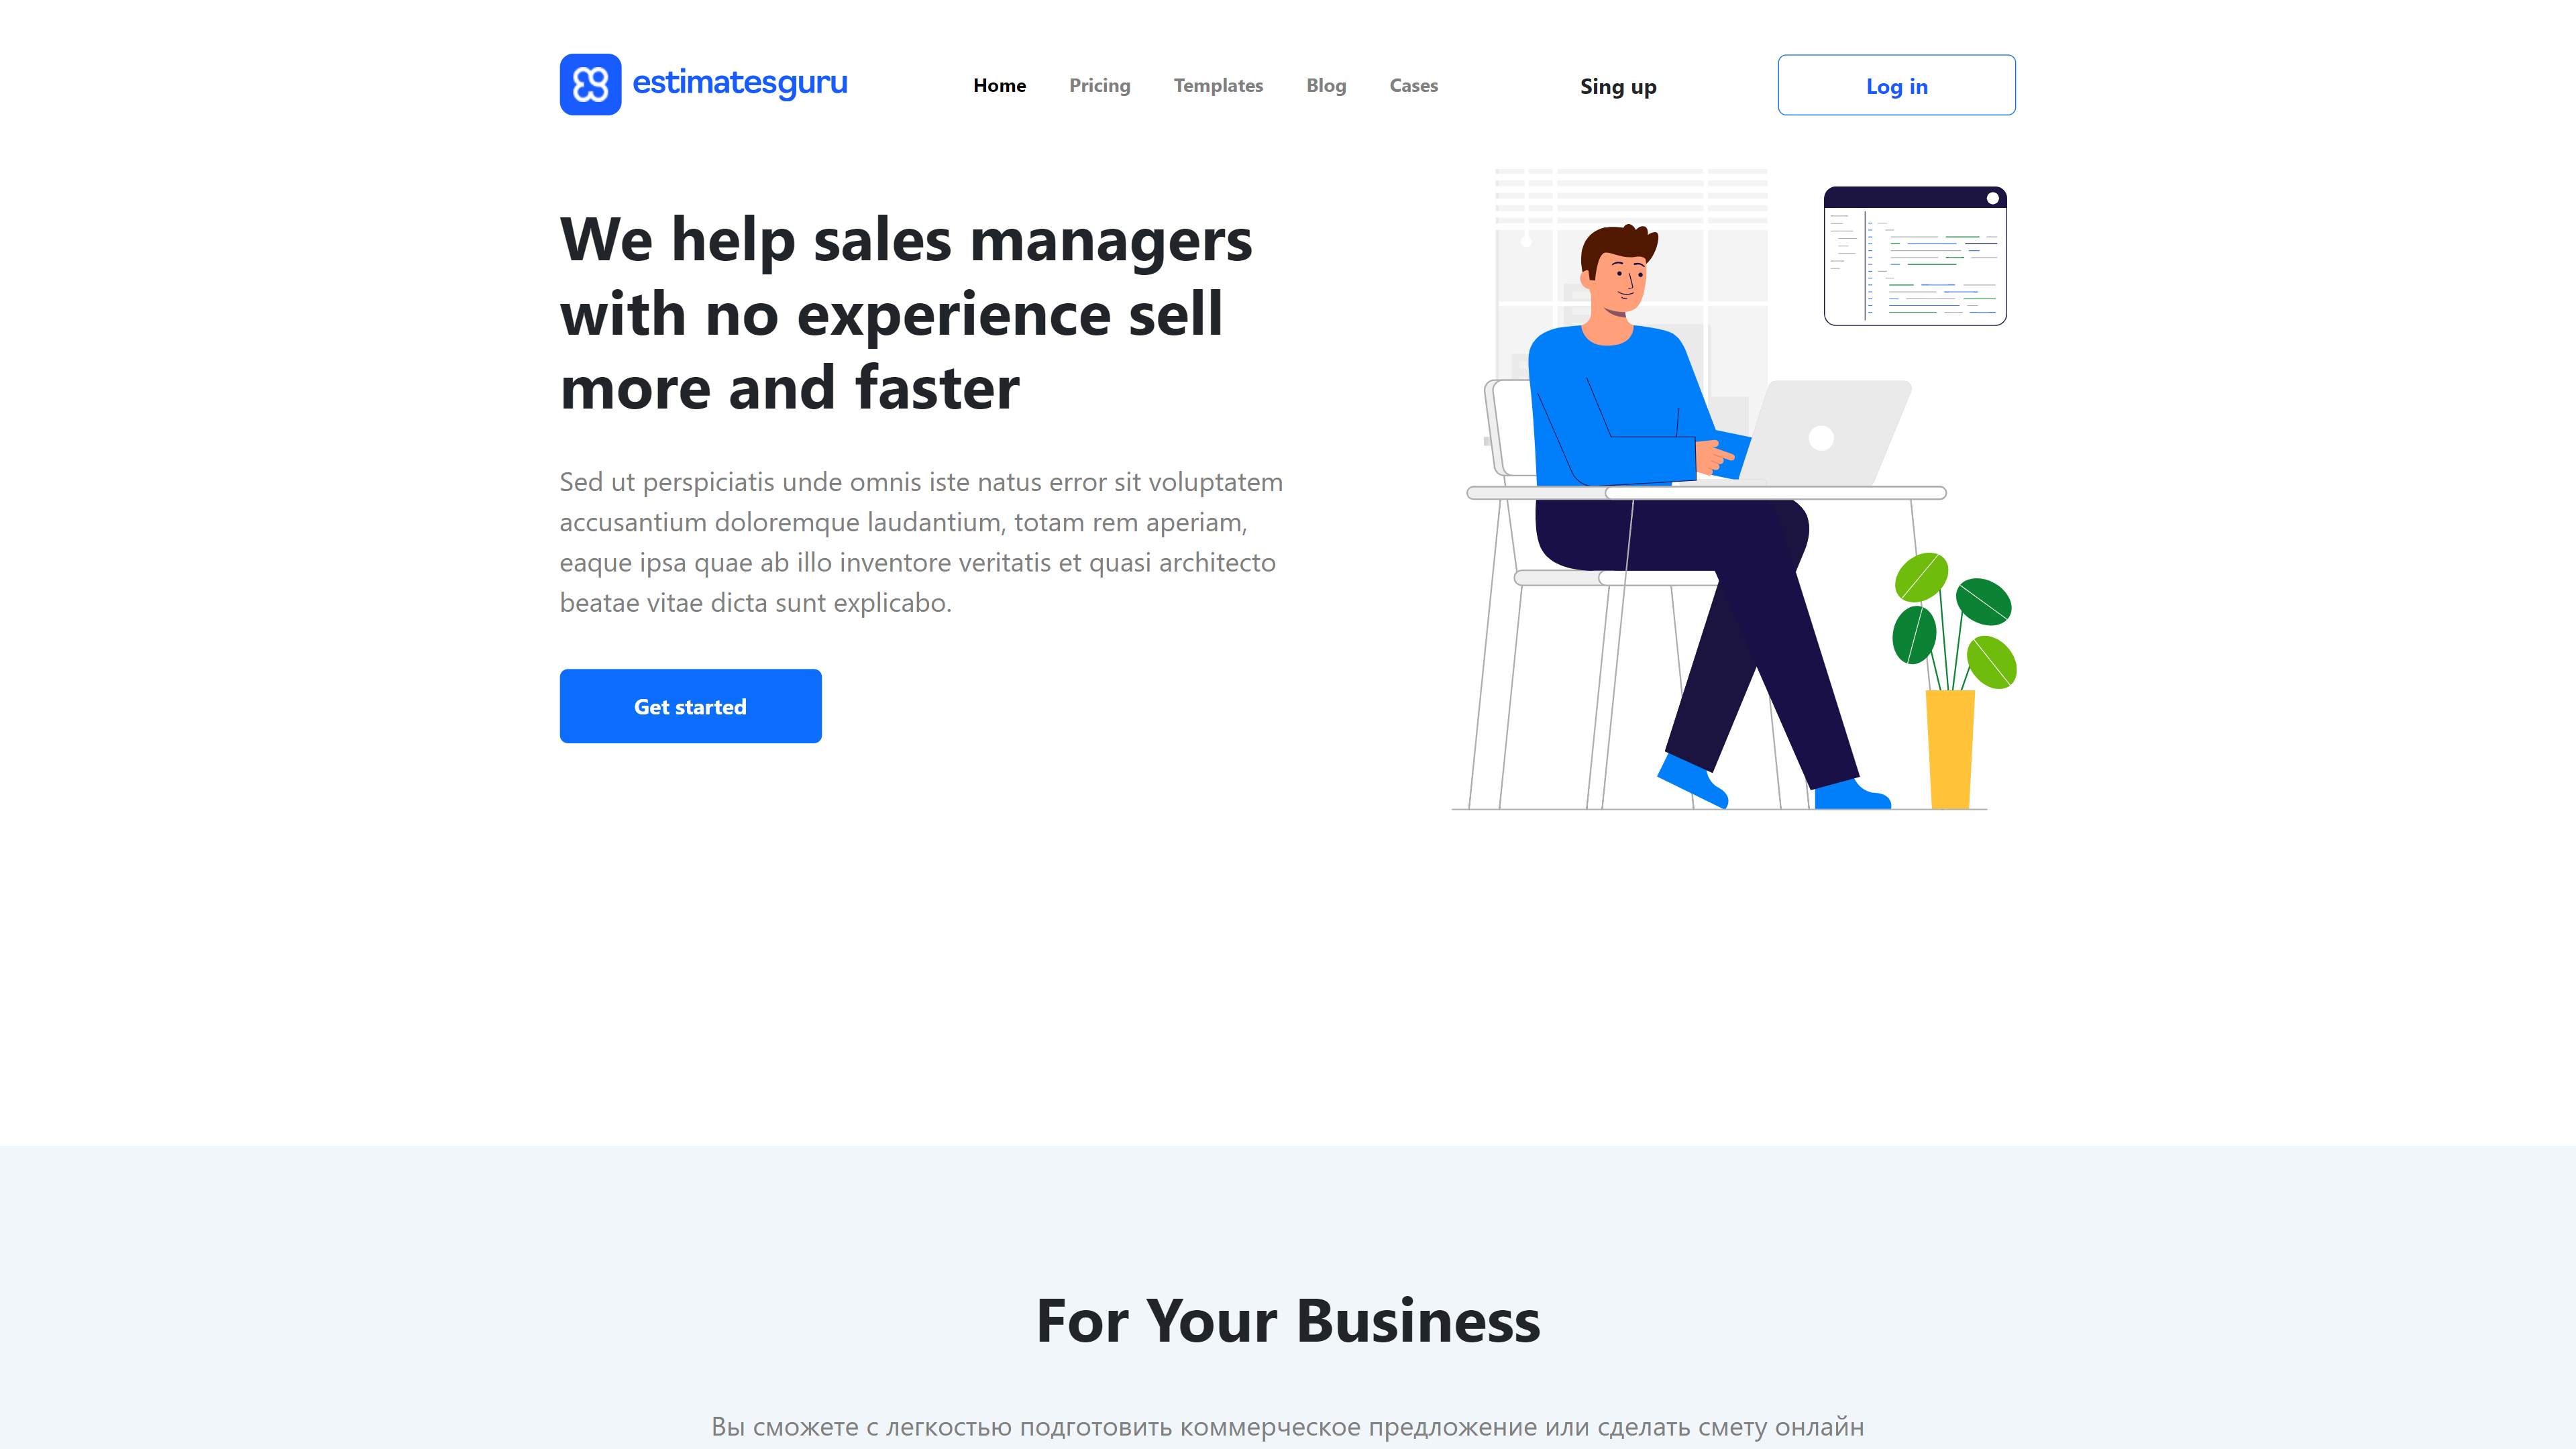 estimatesguru
Home
Pricing
Templates
Blog
Cases
Sing up
Log in
We help sales managers
with no experience sell
more and faster
Sed ut perspiciatis unde omnis iste natus error sit voluptatem
accusantium doloremque laudantium, totam rem aperiam,
eaque ipsa quae ab illo inventore veritatis et quasi architecto
beatae vitae dicta sunt explicabo.
Get started
For Your Business
Вы сможете с легкостью подготовить коммерческое предложение или сделать смету онлайн